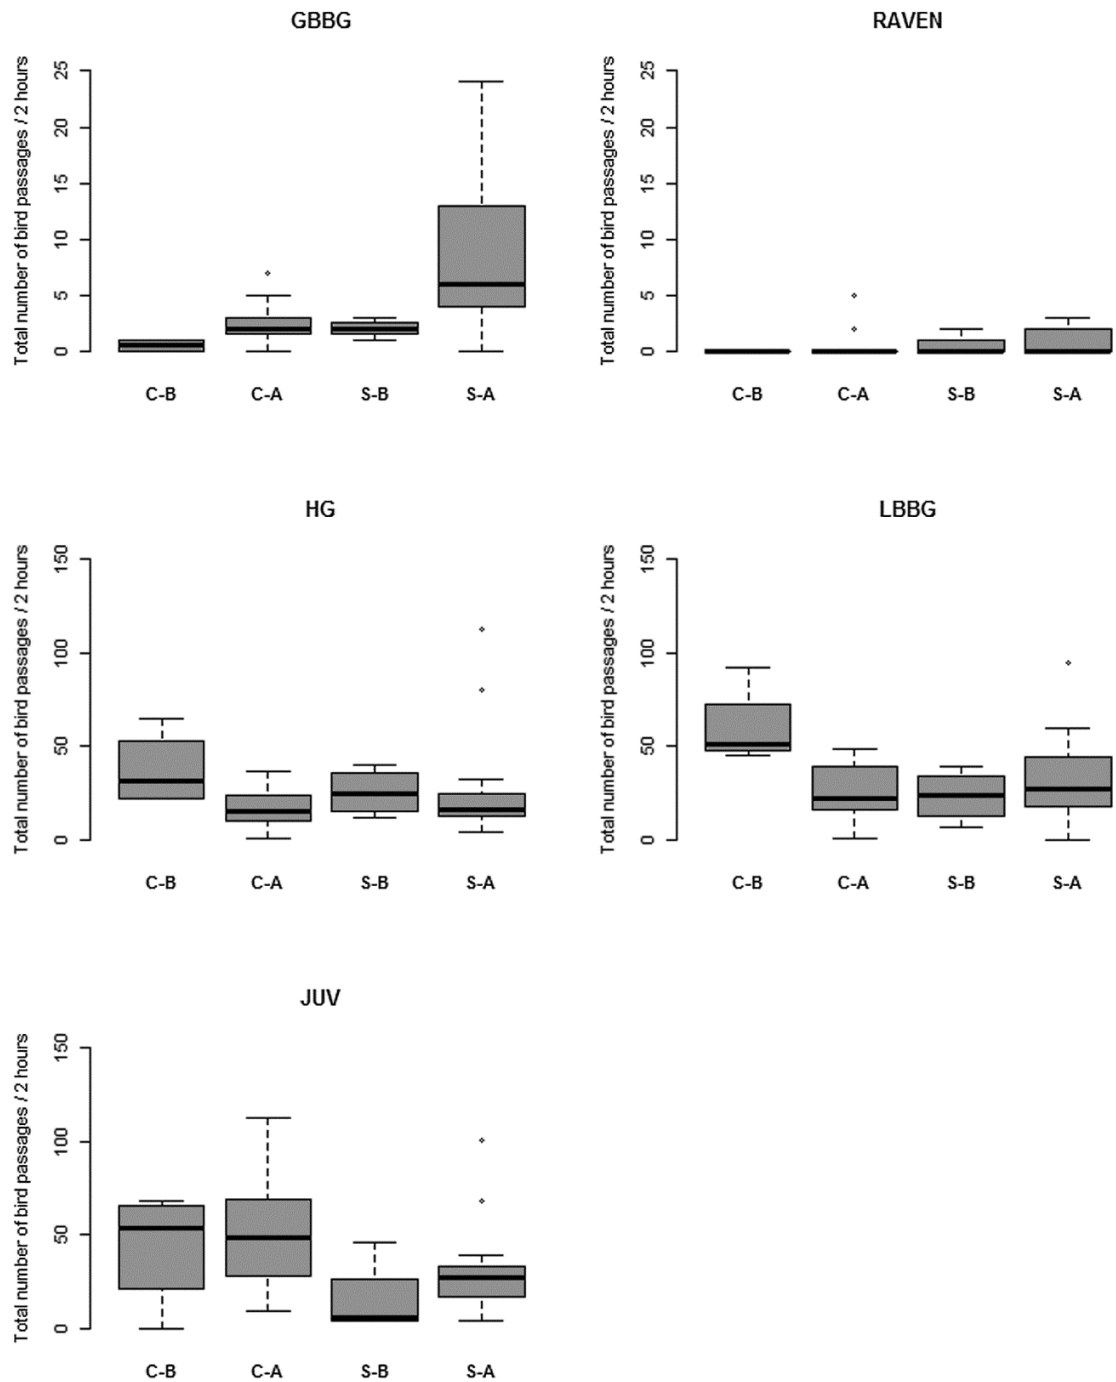 GBBG
Total number of bird passages / 2 hours
25
20
15
10
5
0
C-B C-A S-B S-A
RAVEN
Total number of bird passages / 2 hours
25
20
15
10
5
0
C-B C-A S-B S-A
HG
Total number of bird passages / 2 hours
150
100
50
0
C-B C-A S-B S-A
LBBG
Total number of bird passages / 2 hours
150
100
50
0
C-B C-A S-B S-A
JUV
Total number of bird passages / 2 hours
150
100
50
0
C-B C-A S-B S-A